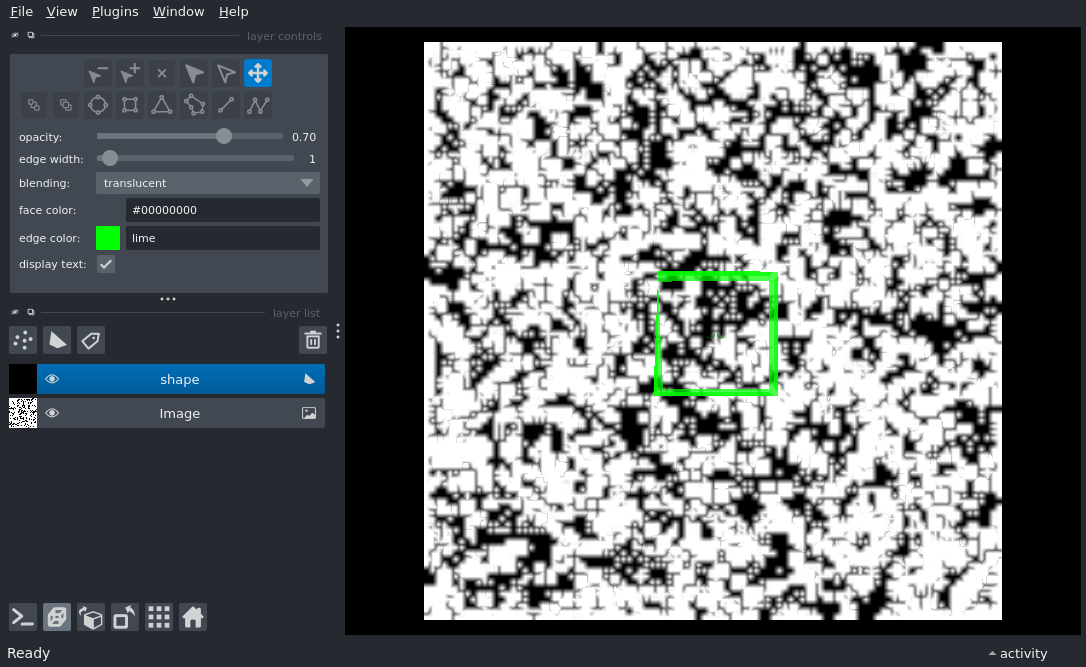 File View Plugins Window Help
layer controls
opacity: 0.70
edge width: 1
blending: translucent
face color: #00000000
edge color: lime
display text:
layer list
shape
Image
Ready
activity